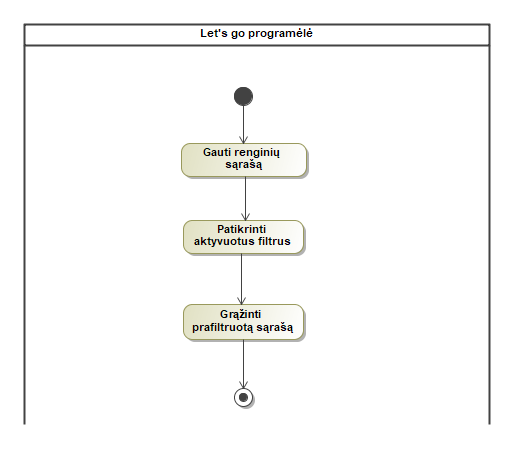 Let's go programėlė
Gauti renginių
sąrašą
Patikrinti
aktyvuotus filtrus
Grąžinti
prafiltruotą sąrašą